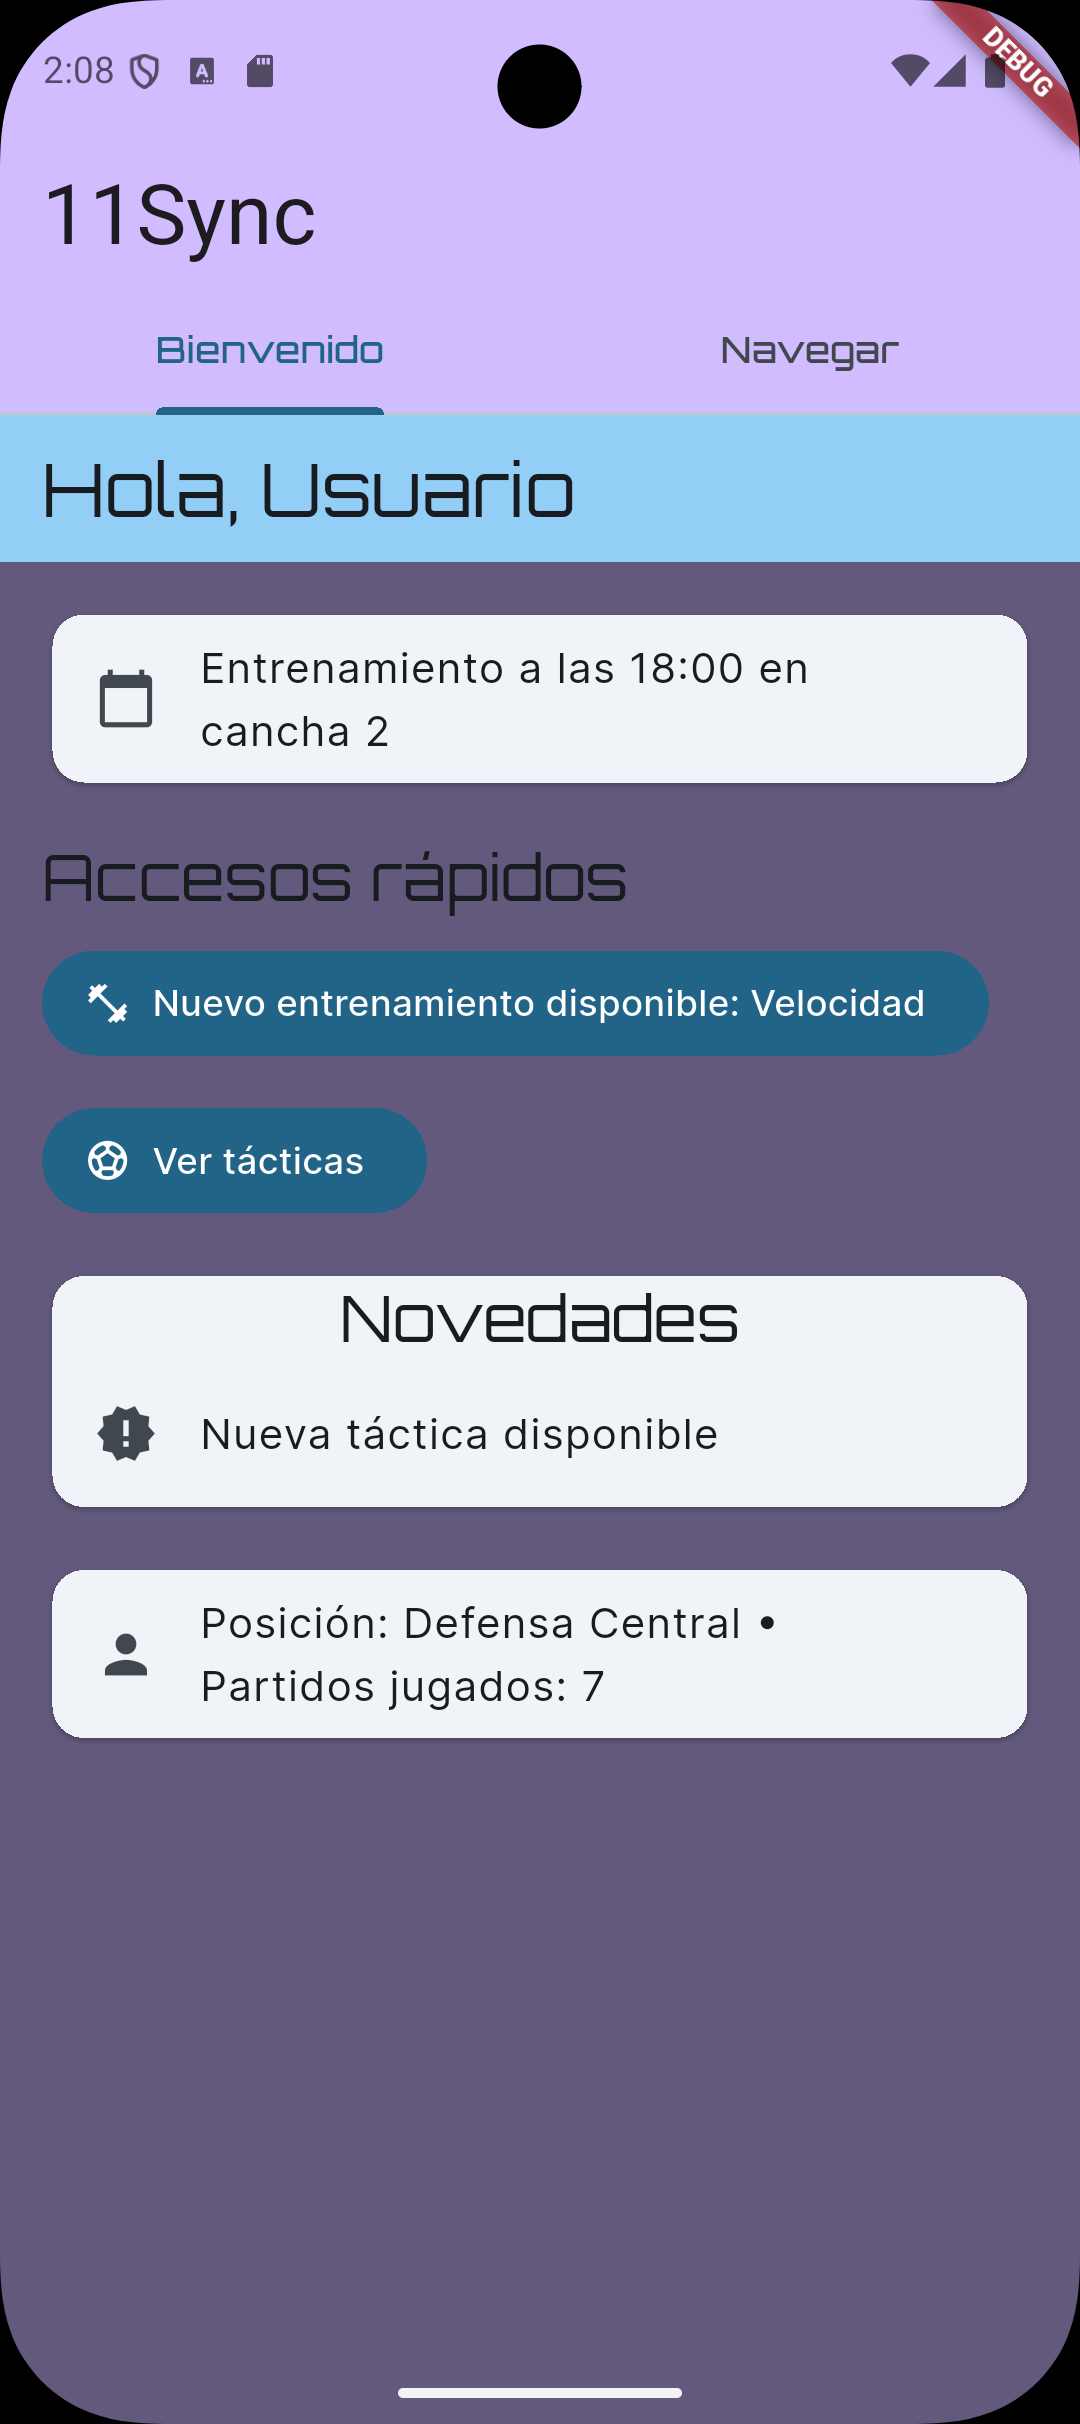 2:08
DEBUG
11Sync
Bienvenido
Navegar
Hola, Usuario
Entrenamiento a las 18:00 en
cancha 2
Accesos rápidos
Nuevo entrenamiento disponible: Velocidad
Ver tácticas
Novedades
Nueva táctica disponible
Posición: Defensa Central •
Partidos jugados: 7